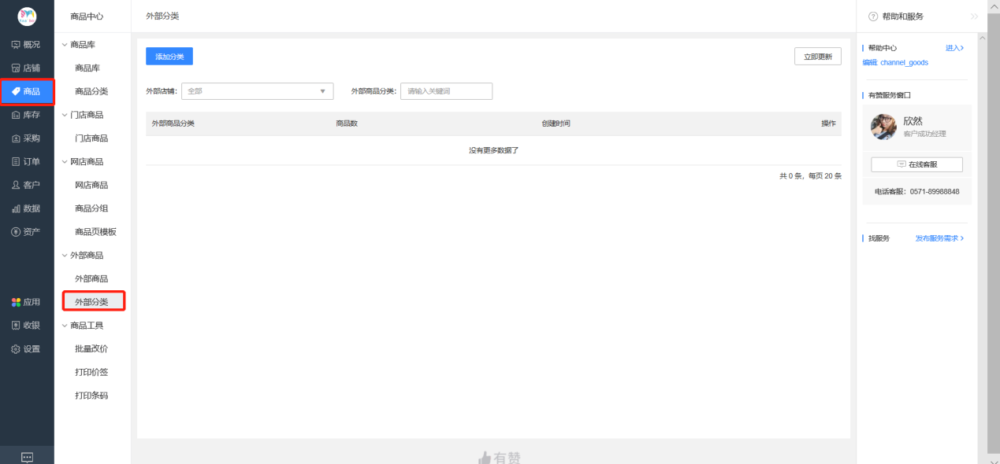 商品中心
外部分类
帮助和服务
概况
店铺
商品
库存
采购
订单
客户
数据
资产
应用
收银
设置
商品库
商品库
商品分类
门店商品
门店商品
网店商品
网店商品
商品分组
商品页模板
外部商品
外部商品
外部分类
商品工具
批量改价
打印价签
打印条码
添加分类
立即更新
外部店铺: 全部 外部商品分类: 请输入关键词
外部商品分类 商品数 创建时间 操作
没有更多数据了
共 0 条, 每页 20 条
有赞
帮助中心 进入
编辑: channel_goods
有赞服务窗口
欣然
客户成功经理
在线客服
电话客服: 0571-89988848
找服务 发布服务需求